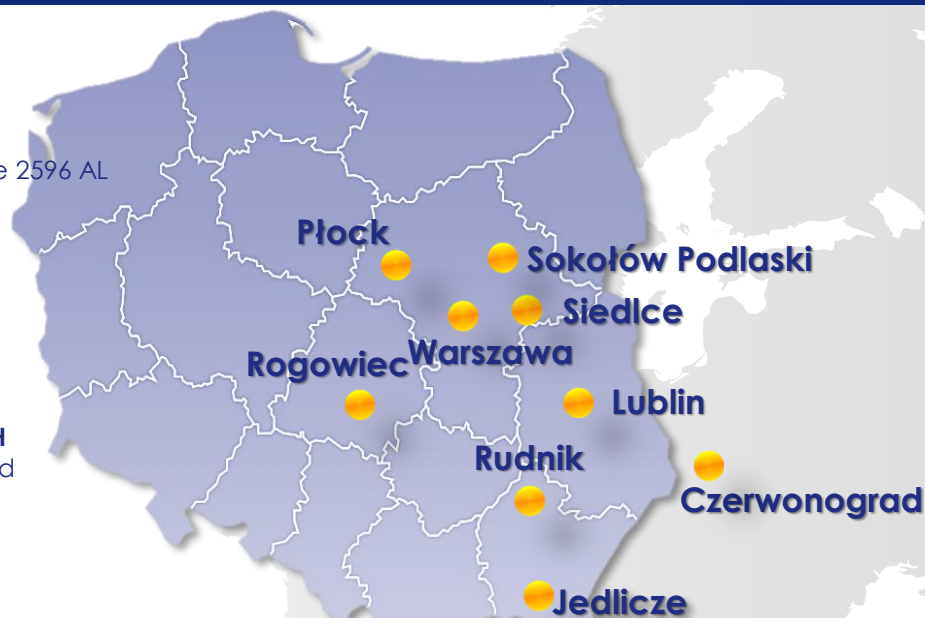 e 2596 AL
Płock
Sokołów Podlaski
Siedlce
Warszawa
Rogowiec
Lublin
H
d
Rudnik
Czerwonograd
Jedlicze